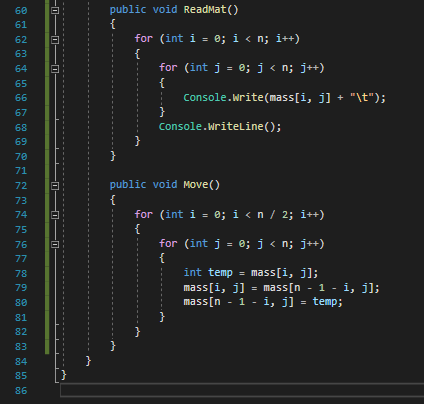 60 public void ReadMat()
61 {
62 for (int i = 0; i < n; i++)
63 {
64 for (int j = 0; j < n; j++)
65 {
66 Console.Write(mass[i, j] + "\t");
67 }
68 Console.WriteLine();
69 }
70 }
71
72 public void Move()
73 {
74 for (int i = 0; i < n / 2; i++)
75 {
76 for (int j = 0; j < n; j++)
77 {
78 int temp = mass[i, j];
79 mass[i, j] = mass[n - 1 - i, j];
80 mass[n - 1 - i, j] = temp;
81 }
82 }
83 }
84 }
85 }
86